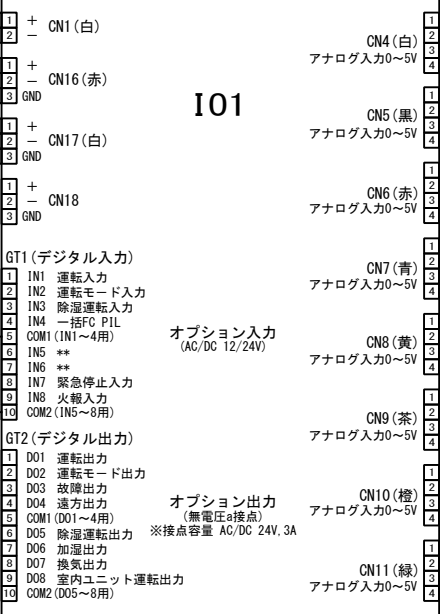 1 + CN1(白)
2 −
1 +
2 − CN16(赤)
3 GND
1 +
2 − CN17(白)
3 GND
1 +
2 − CN18
3 GND
IO1
GT1(デジタル入力)
1 IN1 運転入力
2 IN2 運転モード入力
3 IN3 除湿運転入力
4 IN4 一括FC PIL
5 COM1(IN1～4用)
6 IN5 **
7 IN6 **
8 IN7 緊急停止入力
9 IN8 火報入力
10 COM2(IN5～8用)
オプション入力
(AC/DC 12/24V)
GT2(デジタル出力)
1 DO1 運転出力
2 DO2 運転モード出力
3 DO3 故障出力
4 DO4 遠方出力
5 COM1(DO1～4用)
6 DO5 除湿運転出力
7 DO6 加湿出力
8 DO7 換気出力
9 DO8 室内ユニット運転出力
10 COM2(DO5～8用)
オプション出力
(無電圧a接点)
※接点容量 AC/DC 24V,3A
CN4(白)
アナログ入力0～5V
1
2
3
4
CN5(黒)
アナログ入力0～5V
1
2
3
4
CN6(赤)
アナログ入力0～5V
1
2
3
4
CN7(青)
アナログ入力0～5V
1
2
3
4
CN8(黄)
アナログ入力0～5V
1
2
3
4
CN9(茶)
アナログ入力0～5V
1
2
3
4
CN10(橙)
アナログ入力0～5V
1
2
3
4
CN11(緑)
アナログ入力0～5V
1
2
3
4